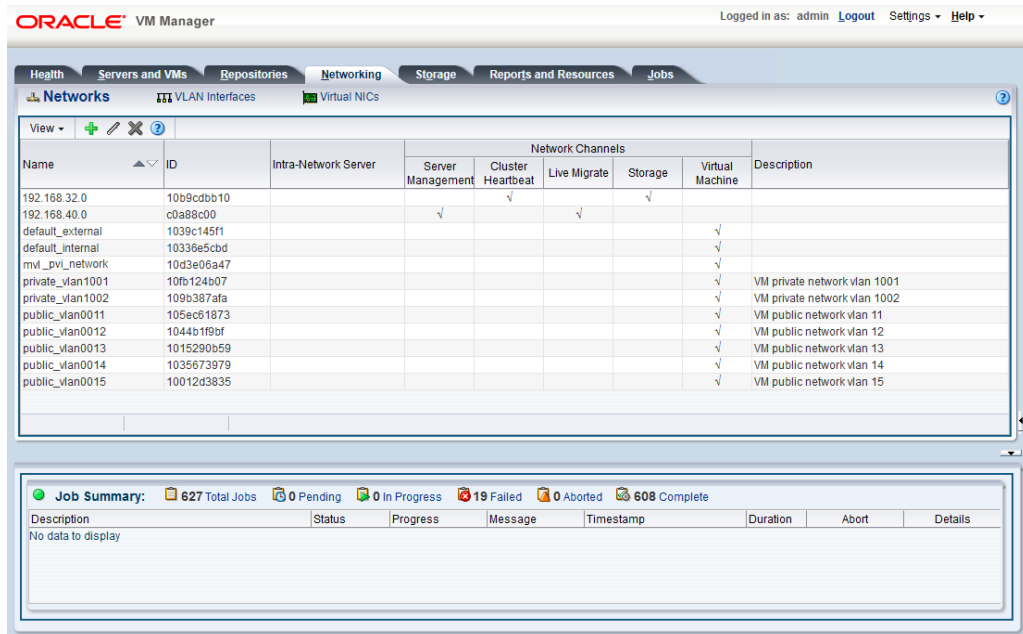 ORACLE VM Manager
Logged in as: admin Logout Settings Help
Health Servers and VMs Repositories Networking Storage Reports and Resources Jobs
Networks VLAN Interfaces Virtual NICs
View
Name ID Intra-Network Server Network Channels Description
Server Management Cluster Heartbeat Live Migrate Storage Virtual Machine
192.168.32.0 10b9cdbb10 √ √
192.168.40.0 c0a88c00 √ √
default_external 1039c145f1 √
default_internal 10336e5cbd √
mvl_pvi_network 10d3e06a47 √
private_vlan1001 10fb124b07 √ VM private network vlan 1001
private_vlan1002 109b387afa √ VM private network vlan 1002
public_vlan0011 105ec61873 √ VM public network vlan 11
public_vlan0012 1044b1f9bf √ VM public network vlan 12
public_vlan0013 1015290b59 √ VM public network vlan 13
public_vlan0014 1035673979 √ VM public network vlan 14
public_vlan0015 10012d3835 √ VM public network vlan 15
Job Summary: 627 Total Jobs 0 Pending 0 In Progress 19 Failed 0 Aborted 608 Complete
Description Status Progress Message Timestamp Duration Abort Details
No data to display